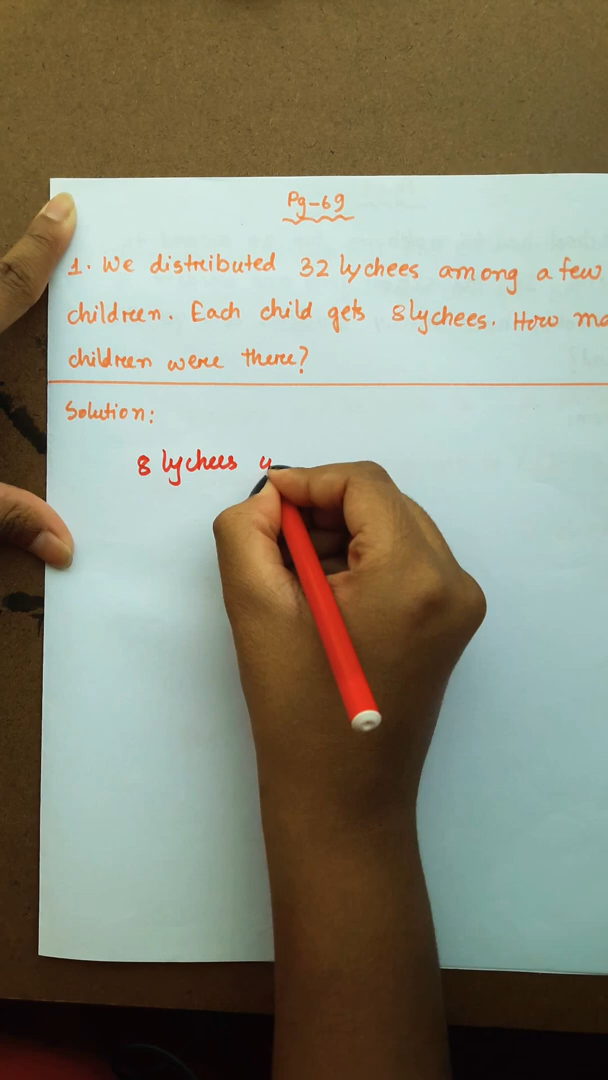 Pg-69
1. We distributed 32 lychees among a few
children. Each child gets 8 lychees. How ma
children were there?
Solution:
8 lychees